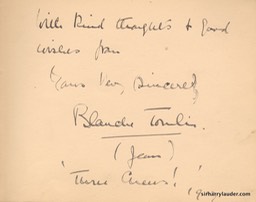 With kind thoughts & good
wishes from
Yours Very Sincerely
Blanche Tomlin.
(Jean)
'Three Cheers!'
©sirharrylauder.com